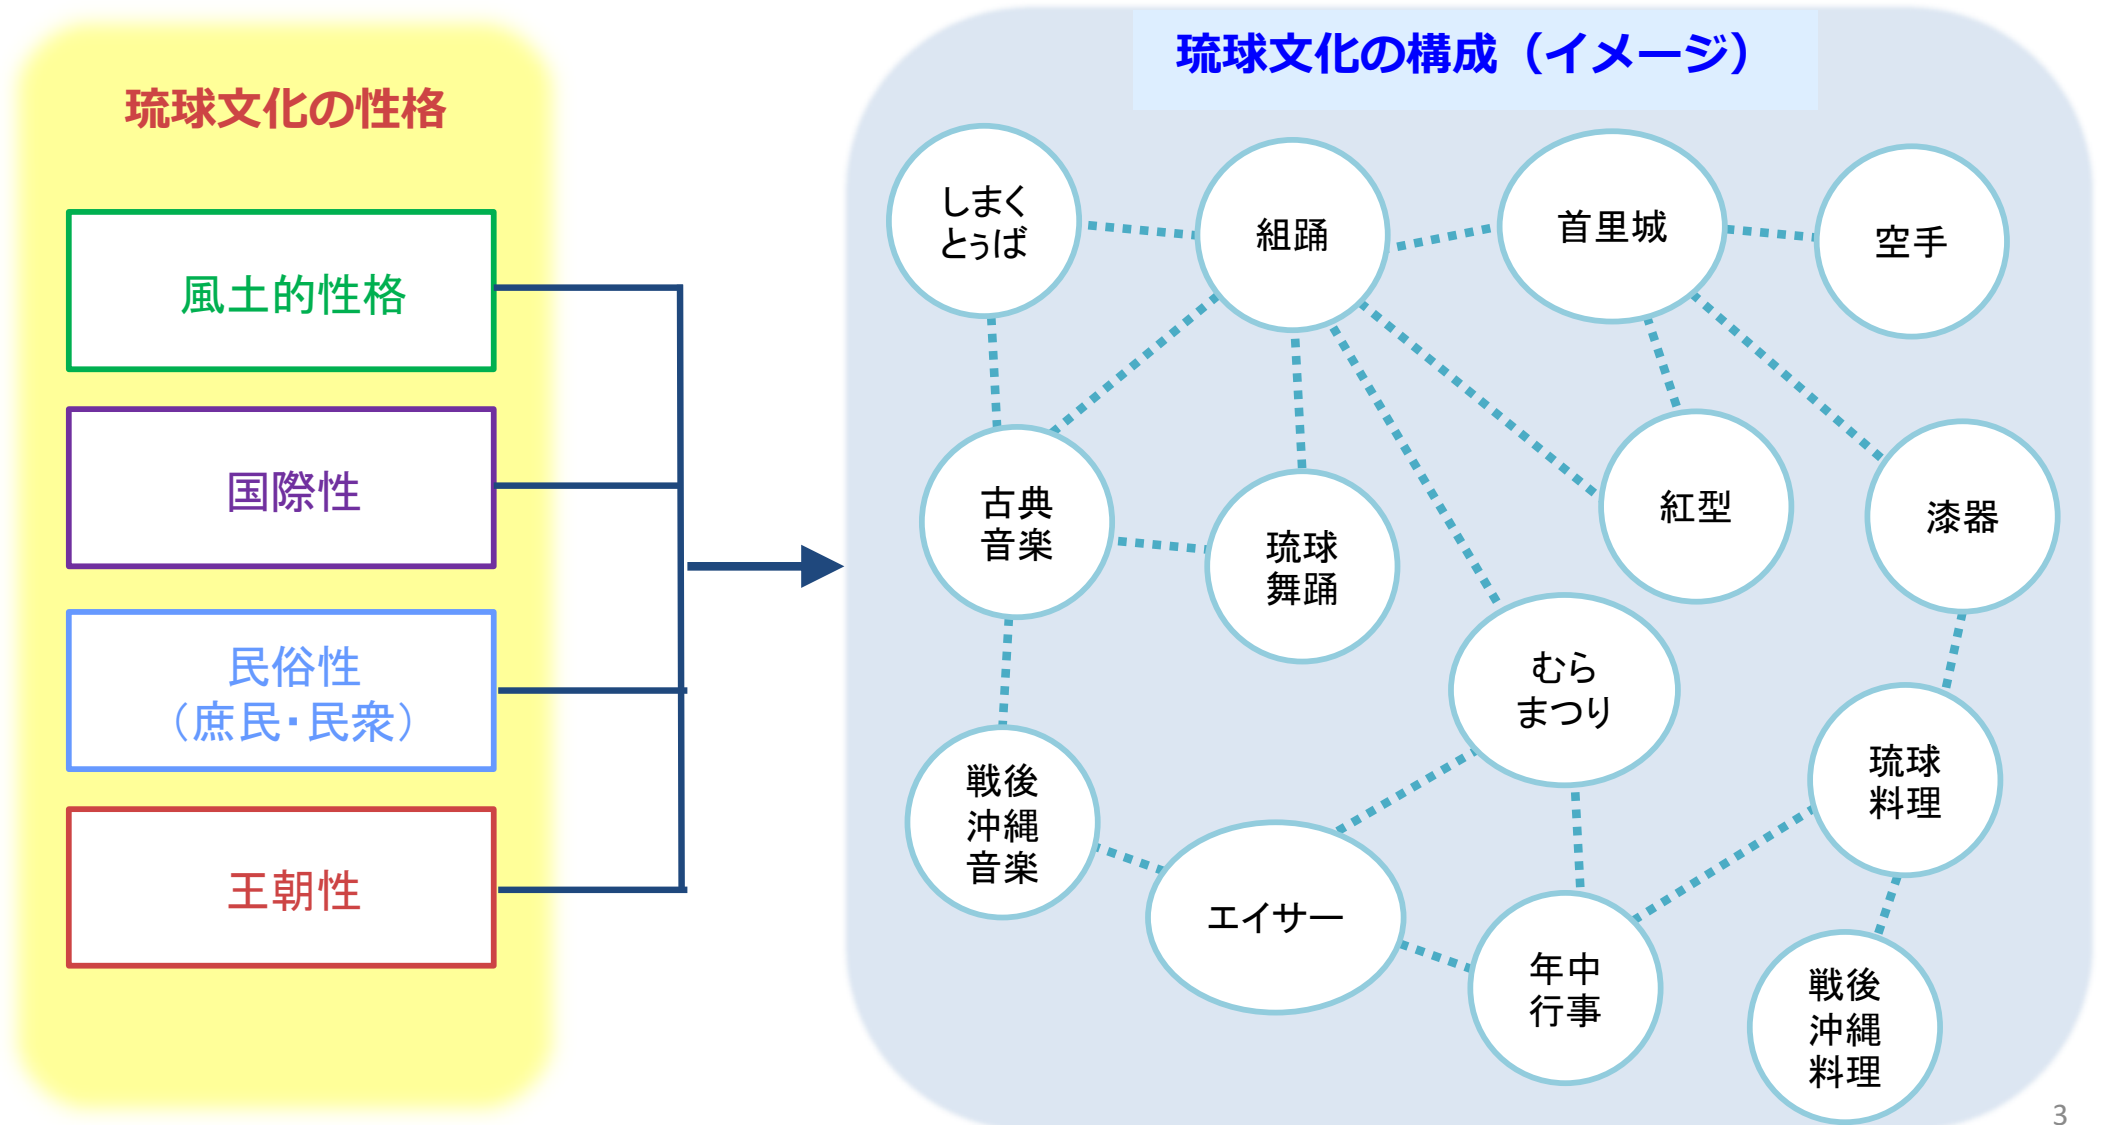 琉球文化の性格
風土的性格
国際性
民俗性
（庶民・民衆）
王朝性
琉球文化の構成（イメージ）
しまく
とぅば
組踊
首里城
空手
古典
音楽
琉球
舞踊
紅型
漆器
むら
まつり
戦後
沖縄
音楽
琉球
料理
エイサー
年中
行事
戦後
沖縄
料理
3